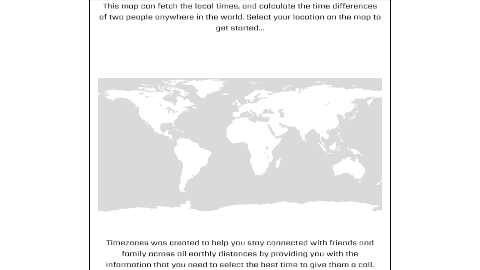 This map can fetch the local times, and calculate the time differences
of two people anywhere in the world. Select your location on the map to
get started...
Timezones was created to help you stay connected with friends and
family across all earthly distances by providing you with the
information that you need to select the best time to give them a call.